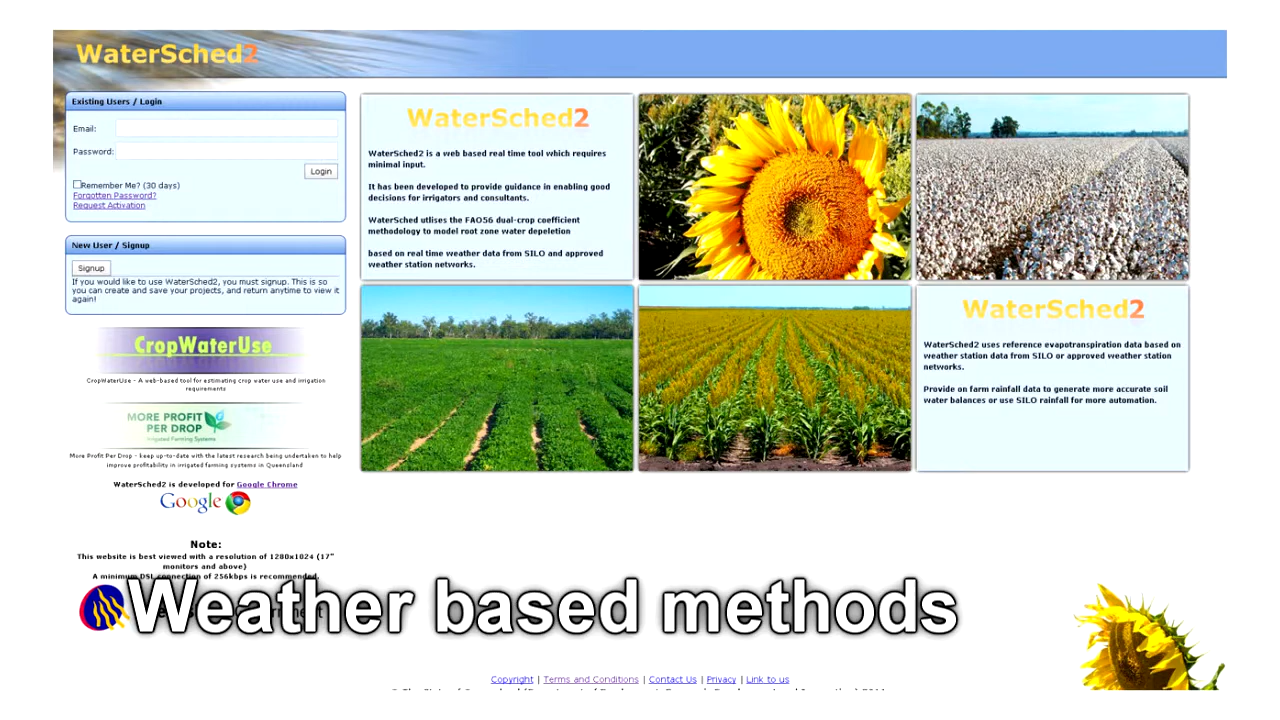 WaterSched2
Existing Users / Login
Email:
Password:
Login
Remember Me? (30 days)
Forgotten Password?
Request Activation
New User / Signup
Signup
If you would like to use WaterSched2, you must signup. This is so
you can create and save your projects, and return anytime to view it
again!
CropWaterUse
CropWaterUse - A web-based tool for estimating crop water use and irrigation
requirements
MORE PROFIT
PER DROP
Irrigated Farming Systems
More Profit Per Drop - keep up-to-date with the latest research being undertaken to help
improve profitability in irrigated farming systems in Queensland
WaterSched2 is developed for Google Chrome
Google
Note:
This website is best viewed with a resolution of 1280x1024 (17"
monitors and above)
A minimum DSL connection of 256kbps is recommended.
WaterSched2
WaterSched2 is a web based real time tool which requires
minimal input.
It has been developed to provide guidance in enabling good
decisions for irrigators and consultants.
WaterSched utlises the FAO56 dual-crop coefficient
methodology to model root zone water depeletion
based on real time weather data from SILO and approved
weather station networks.
WaterSched2
WaterSched2 uses reference evapotranspiration data based on
weather station data from SILO or approved weather station
networks.
Provide on farm rainfall data to generate more accurate soil
water balances or use SILO rainfall for more automation.
Weather based methods
Copyright | Terms and Conditions | Contact Us | Privacy | Link to us